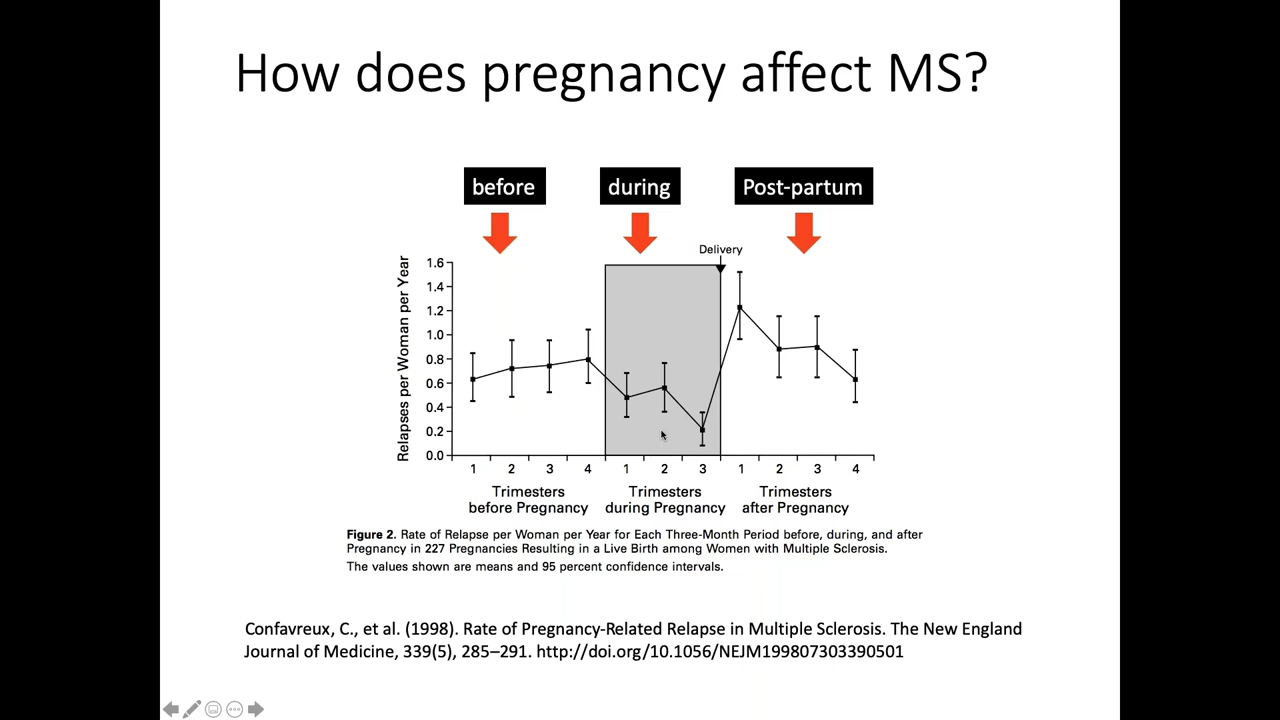 How does pregnancy affect MS?
before
during
Post-partum
Delivery
Relapses per Woman per Year
1.6
1.4
1.2
1.0
0.8
0.6
0.4
0.2
0.0
1 2 3 4 1 2 3 1 2 3 4
Trimesters
before Pregnancy
Trimesters
during Pregnancy
Trimesters
after Pregnancy
Figure 2. Rate of Relapse per Woman per Year for Each Three-Month Period before, during, and after
Pregnancy in 227 Pregnancies Resulting in a Live Birth among Women with Multiple Sclerosis.
The values shown are means and 95 percent confidence intervals.
Confavreux, C., et al. (1998). Rate of Pregnancy-Related Relapse in Multiple Sclerosis. The New England
Journal of Medicine, 339(5), 285–291. http://doi.org/10.1056/NEJM199807303390501